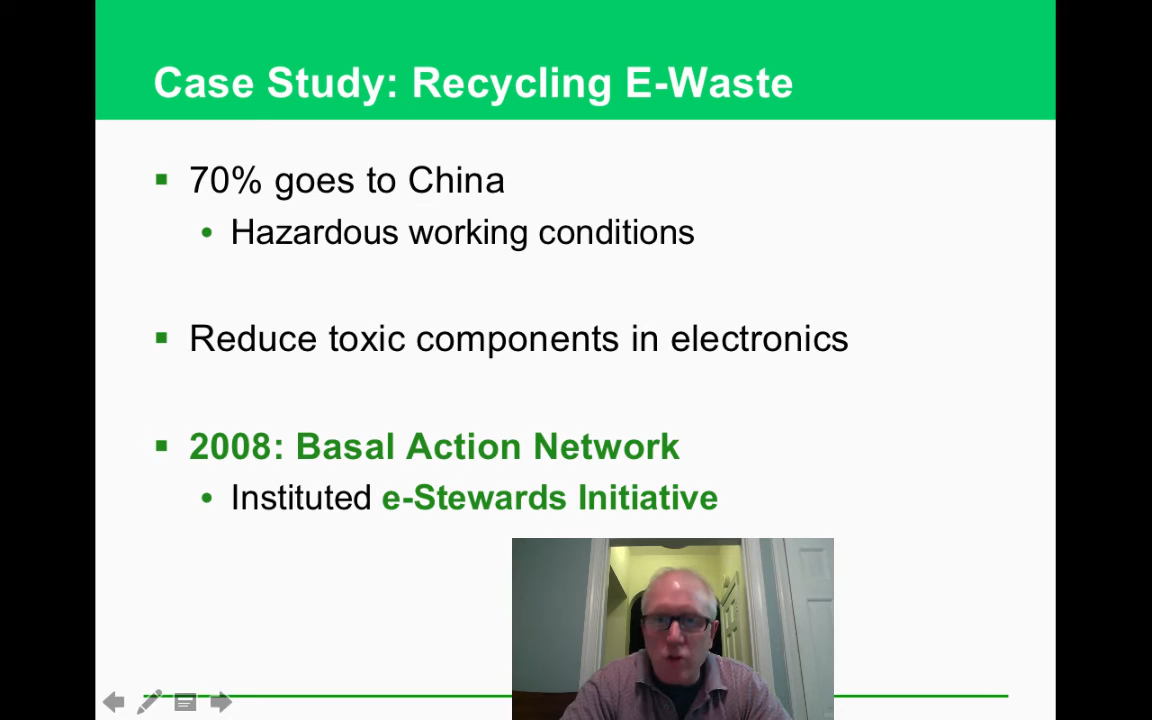 Case Study: Recycling E-Waste
70% goes to China
Hazardous working conditions
Reduce toxic components in electronics
2008: Basal Action Network
Instituted e-Stewards Initiative